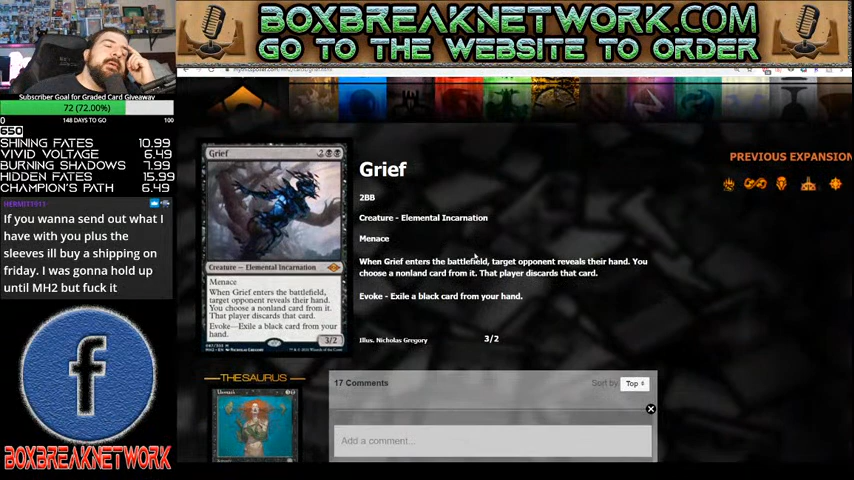 BOXBREAKNETWORK.COM
GO TO THE WEBSITE TO ORDER
Subscriber Goal for Graded Card Giveaway
72 (72.00%)
0 148 DAYS TO GO 100
650
SHINING FATES 10.99
VIVID VOLTAGE 6.49
BURNING SHADOWS 7.99
HIDDEN FATES 15.99
CHAMPION'S PATH 6.49
HERMIT1911:
If you wanna send out what I
have with you plus the
sleeves ill buy a shipping on
friday. I was gonna hold up
until MH2 but fuck it
BOXBREAKNETWORK
Grief 2
Creature - Elemental Incarnation
Menace
When Grief enters the battlefield,
target opponent reveals their hand.
You choose a nonland card from it.
That player discards that card.
Evoke—Exile a black card from your
hand.
3/2
Grief
2BB
Creature - Elemental Incarnation
Menace
When Grief enters the battlefield, target opponent reveals their hand. You
choose a nonland card from it. That player discards that card.
Evoke - Exile a black card from your hand.
Illus. Nicholas Gregory 3/2
PREVIOUS EXPANSION
THESAURUS
17 Comments
Sort by Top
Add a comment...